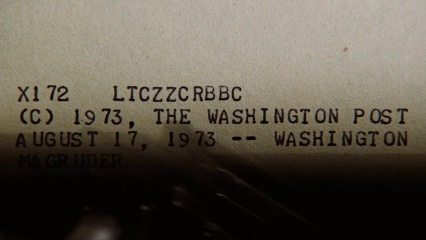 X172 LTCZZCRBBC
(C) 1973, THE WASHINGTON POST
AUGUST 17, 1973 -- WASHINGTON
MAGRUDER